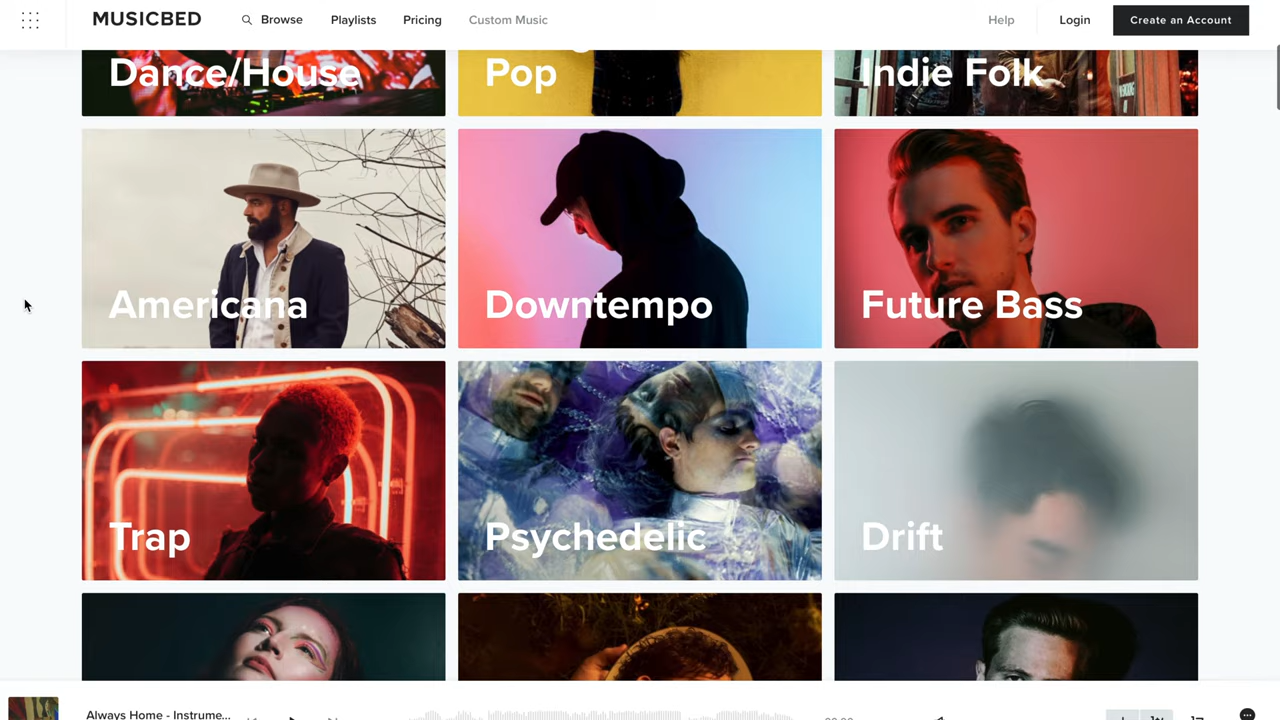 MUSICBED
Browse
Playlists
Pricing
Custom Music
Help
Login
Create an Account
Dance/House
Pop
Indie Folk
Americana
Downtempo
Future Bass
Trap
Psychedelic
Drift
Always Home - Instrume...